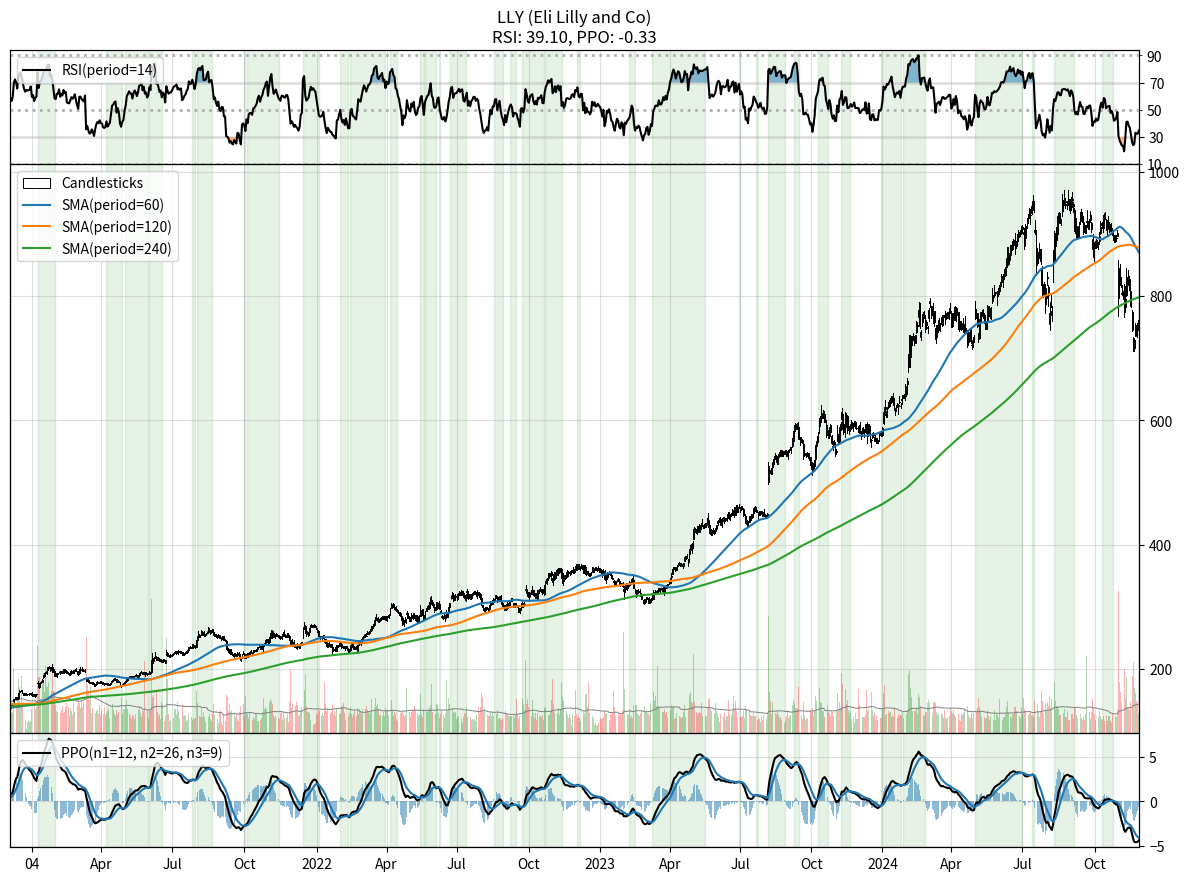 LLY (Eli Lilly and Co)
RSI: 39.10, PPO: -0.33
RSI(period=14)
90
70
50
30
10
Candlesticks
SMA(period=60)
SMA(period=120)
SMA(period=240)
1000
800
600
400
200
PPO(n1=12, n2=26, n3=9)
5
0
−5
04 Apr Jul Oct 2022 Apr Jul Oct 2023 Apr Jul Oct 2024 Apr Jul Oct